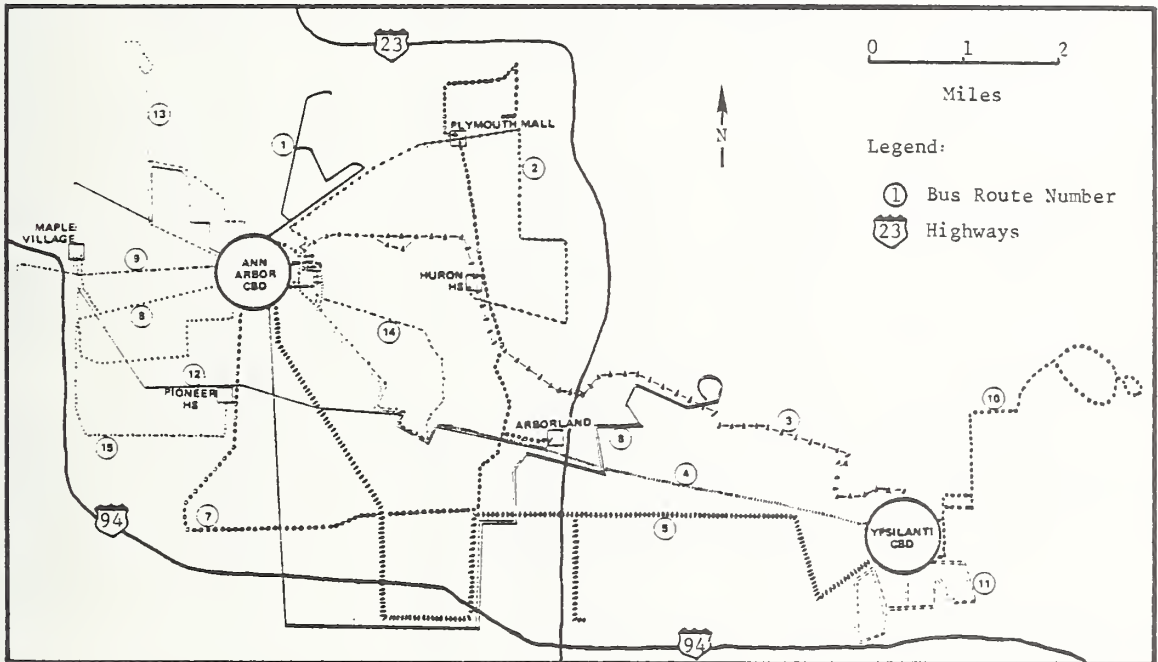 23
0 1 2
Miles
N
Legend:
1 Bus Route Number
23 Highways
13
1
PLYMOUTH MALL
2
MAPLE
VILLAGE
9
ANN
ARBOR
CBD
HURON
HS
8
14
12
PIONEER
HS
10
3
ARBORLAND
15
4
7
94
5
YPSILANTI
CBD
11
94